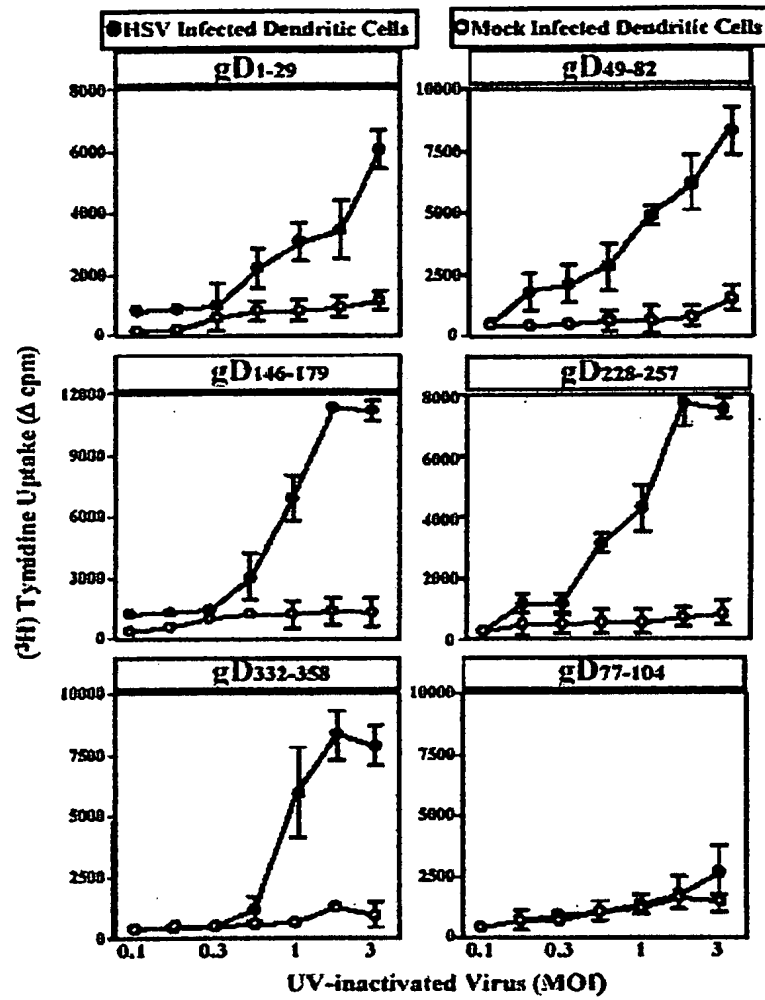 HSV Infected Dendritic Cells
Mock Infected Dendritic Cells
gD1-29
gD49-82
8000
6000
4000
2000
0
10000
7500
5000
2500
0
gD146-179
gD228-257
12800
9000
6000
3000
0
8000
6000
4000
2000
0
gD332-358
gD77-104
10000
7500
5000
2500
0
10000
7500
5000
2500
0
0.1 0.3 1 3
0.1 0.3 1 3
(³H) Tymidine Uptake (Δ cpm)
UV-inactivated Virus (MOI)